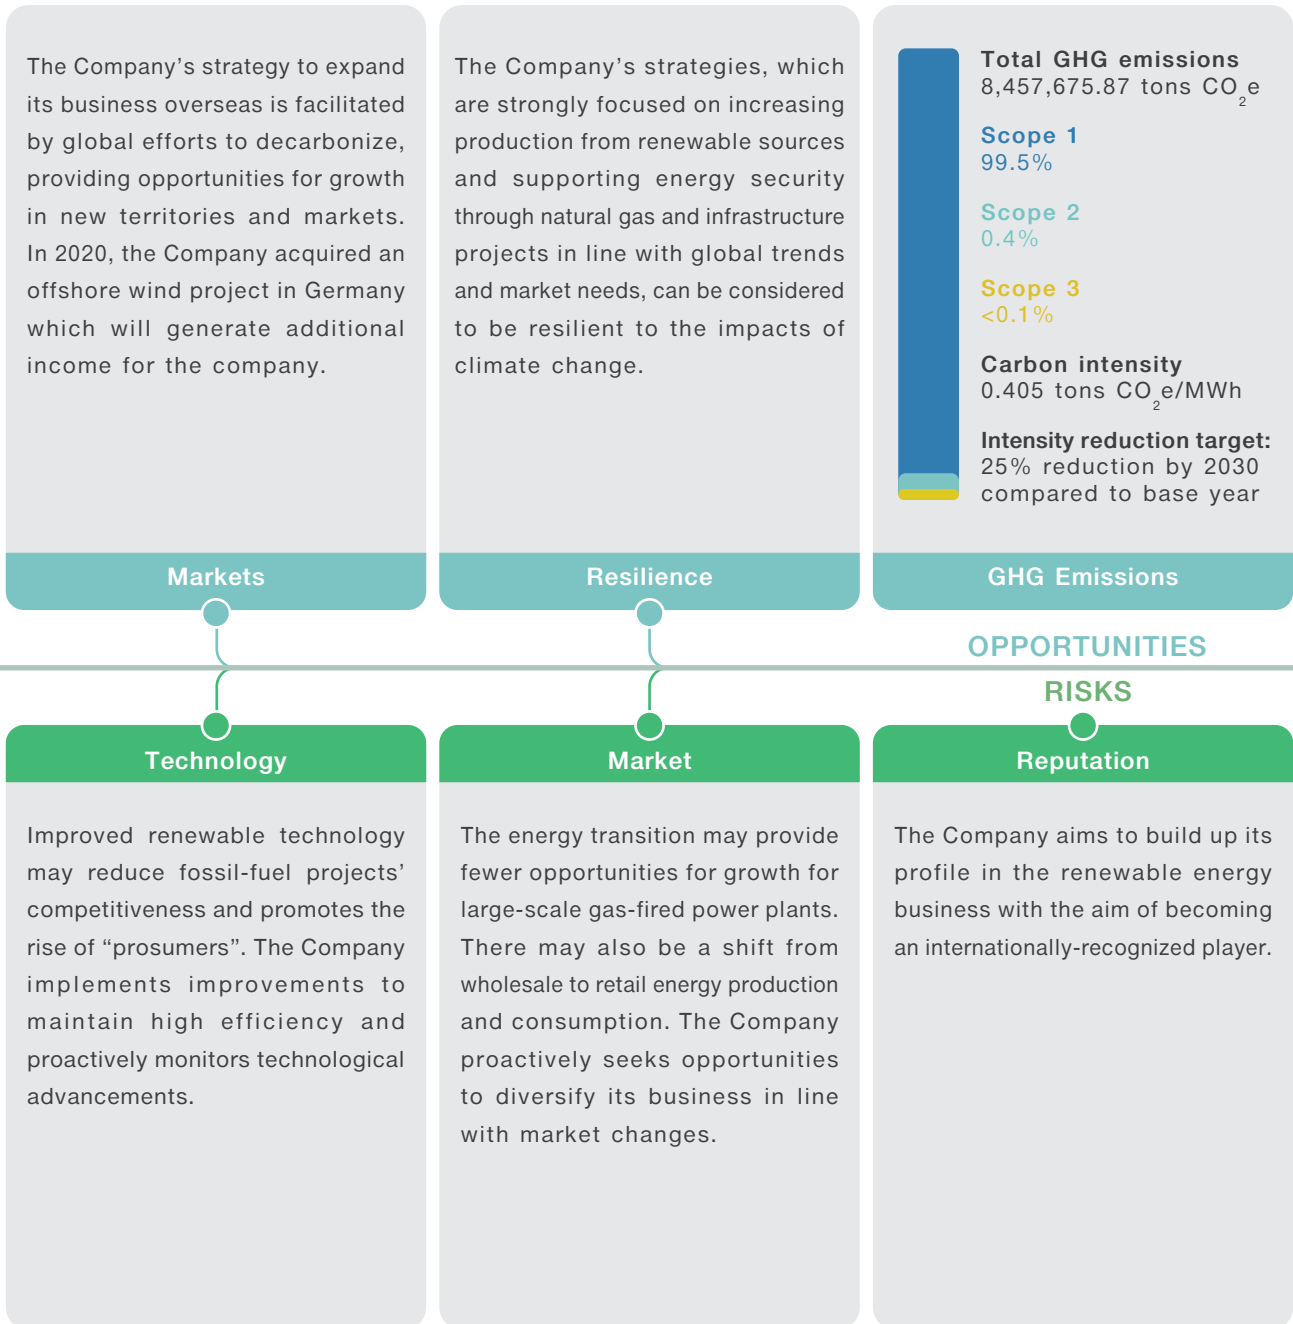 The Company’s strategy to expand
its business overseas is facilitated
by global efforts to decarbonize,
providing opportunities for growth
in new territories and markets.
In 2020, the Company acquired an
offshore wind project in Germany
which will generate additional
income for the company.
Markets
The Company’s strategies, which
are strongly focused on increasing
production from renewable sources
and supporting energy security
through natural gas and infrastructure
projects in line with global trends
and market needs, can be considered
to be resilient to the impacts of
climate change.
Resilience
Total GHG emissions
8,457,675.87 tons CO₂e
Scope 1
99.5%
Scope 2
0.4%
Scope 3
<0.1%
Carbon intensity
0.405 tons CO₂e/MWh
Intensity reduction target:
25% reduction by 2030
compared to base year
GHG Emissions
OPPORTUNITIES
RISKS
Technology
Improved renewable technology
may reduce fossil-fuel projects’
competitiveness and promotes the
rise of “prosumers”. The Company
implements improvements to
maintain high efficiency and
proactively monitors technological
advancements.
Market
The energy transition may provide
fewer opportunities for growth for
large-scale gas-fired power plants.
There may also be a shift from
wholesale to retail energy production
and consumption. The Company
proactively seeks opportunities
to diversify its business in line
with market changes.
Reputation
The Company aims to build up its
profile in the renewable energy
business with the aim of becoming
an internationally-recognized player.